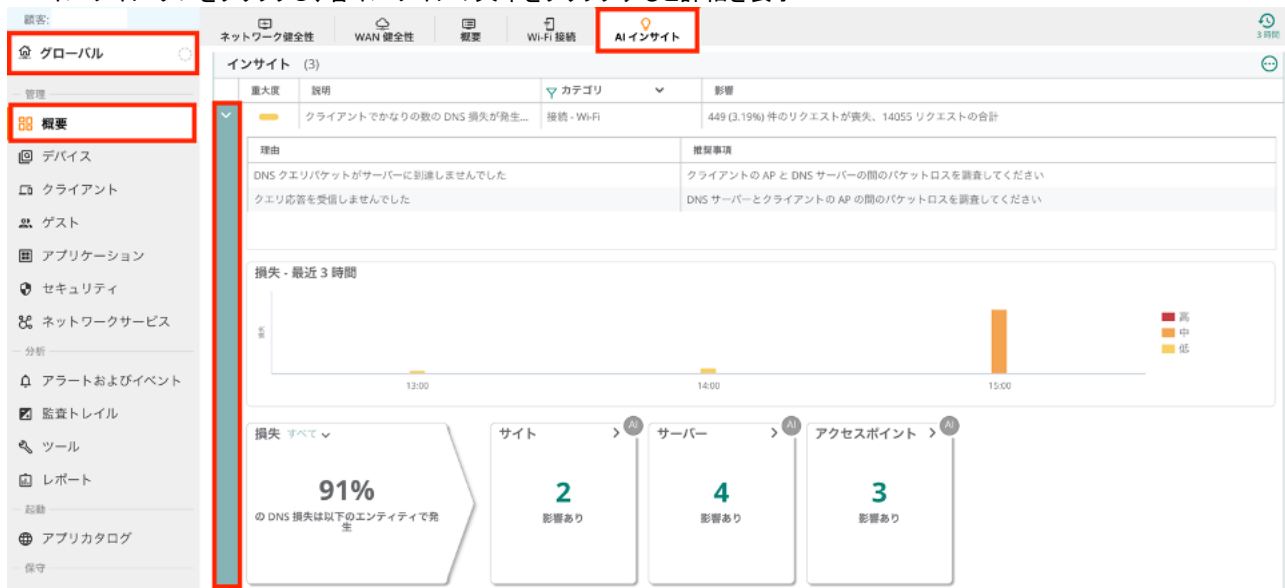 顧客:
グローバル
管理
概要
デバイス
クライアント
ゲスト
アプリケーション
セキュリティ
ネットワークサービス
分析
アラートおよびイベント
監査トレイル
ツール
レポート
起動
アプリカタログ
保守
ネットワーク健全性
WAN 健全性
概要
Wi-Fi 接続
AI インサイト
3 時間
インサイト (3)
重大度 説明 カテゴリ 影響
クライアントでかなりの数の DNS 損失が発生... 接続 - Wi-Fi 449 (3.19%) 件のリクエストが喪失、14055 リクエストの合計
理由 推奨事項
DNS クエリパケットがサーバーに到達しませんでした クライアントの AP と DNS サーバーの間のパケットロスを調査してください
クエリ応答を受信しませんでした DNS サーバーとクライアントの AP の間のパケットロスを調査してください
損失 - 最近 3 時間
高
中
低
13:00 14:00 15:00
損失 すべて
91%
の DNS 損失は以下のエンティティで発
生
サイト AI
2
影響あり
サーバー AI
4
影響あり
アクセスポイント AI
3
影響あり